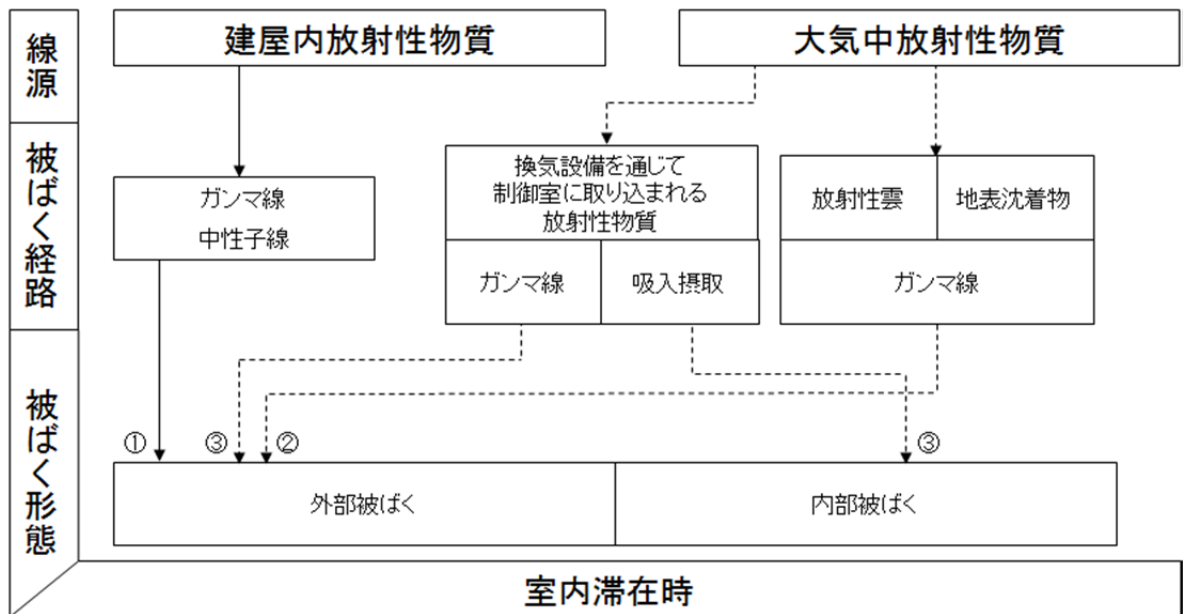 線源
建屋内放射性物質
大気中放射性物質
被ばく経路
ガンマ線
中性子線
換気設備を通じて
制御室に取り込まれる
放射性物質
ガンマ線
吸入摂取
放射性雲
地表沈着物
ガンマ線
被ばく形態
①
③
②
③
外部被ばく
内部被ばく
室内滞在時